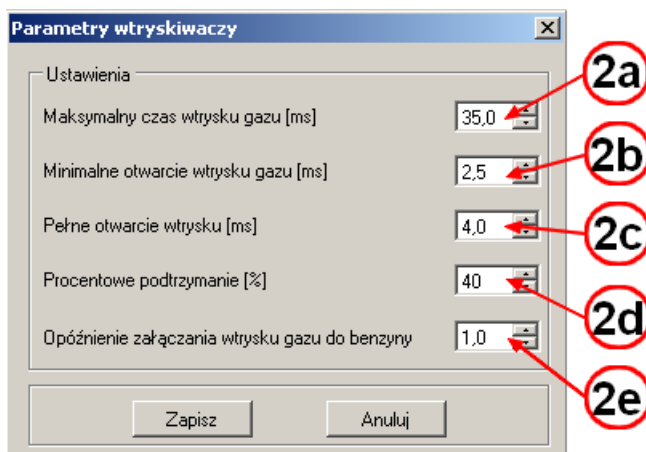 Parametry wtryskiwaczy
Ustawienia
Maksymalny czas wtrysku gazu [ms] 35,0 2a
Minimalne otwarcie wtrysku gazu [ms] 2,5 2b
Pełne otwarcie wtrysku [ms] 4,0 2c
Procentowe podtrzymanie [%] 40 2d
Opóźnienie załączania wtrysku gazu do benzyny 1,0 2e
Zapisz Anuluj